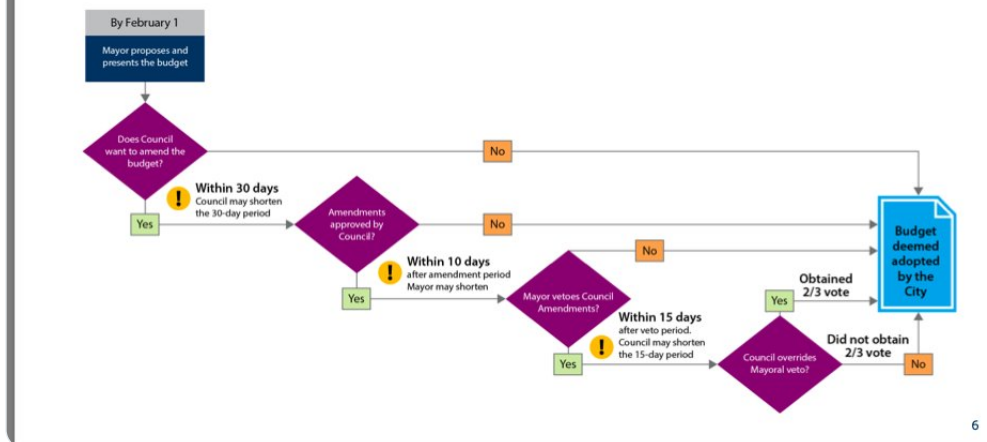 By February 1
Mayor proposes and
presents the budget
Does Council
want to amend the
budget?
No
Within 30 days
Council may shorten
the 30-day period
!
Yes
Amendments
approved by
Council?
No
Within 10 days
after amendment period
Mayor may shorten
!
Yes
Mayor vetoes Council
Amendments?
No
Within 15 days
after veto period.
Council may shorten
the 15-day period
!
Yes
Council overrides
Mayoral veto?
Yes
Obtained
2/3 vote
Did not obtain
2/3 vote
No
Budget
deemed
adopted
by the
City
6